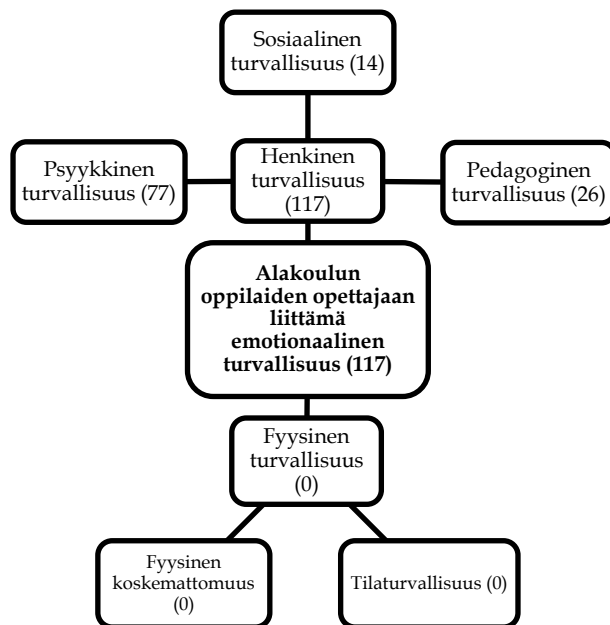 Sosiaalinen
turvallisuus (14)
Psyykkinen
turvallisuus (77)
Henkinen
turvallisuus
(117)
Pedagoginen
turvallisuus (26)
Alakoulun
oppilaiden opettajaan
liittämä
emotionaalinen
turvallisuus (117)
Fyysinen
turvallisuus
(0)
Fyysinen
koskemattomuus
(0)
Tilaturvallisuus (0)